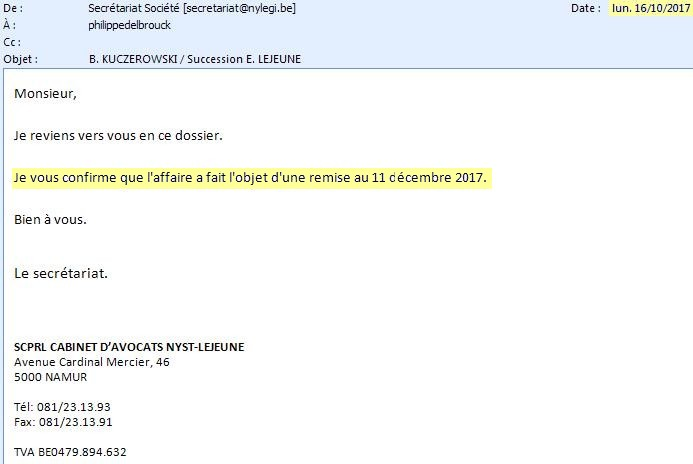 De : Secrétariat Société [secretariat@nylegi.be] Date : lun. 16/10/2017
À : philippedelbrouck
Cc :
Objet : B. KUCZEROWSKI / Succession E. LEJEUNE
Monsieur,
Je reviens vers vous en ce dossier.
Je vous confirme que l'affaire a fait l'objet d'une remise au 11 décembre 2017.
Bien à vous.
Le secrétariat.
SCPRL CABINET D'AVOCATS NYST-LEJEUNE
Avenue Cardinal Mercier, 46
5000 NAMUR
Tél: 081/23.13.93
Fax: 081/23.13.91
TVA BE0479.894.632